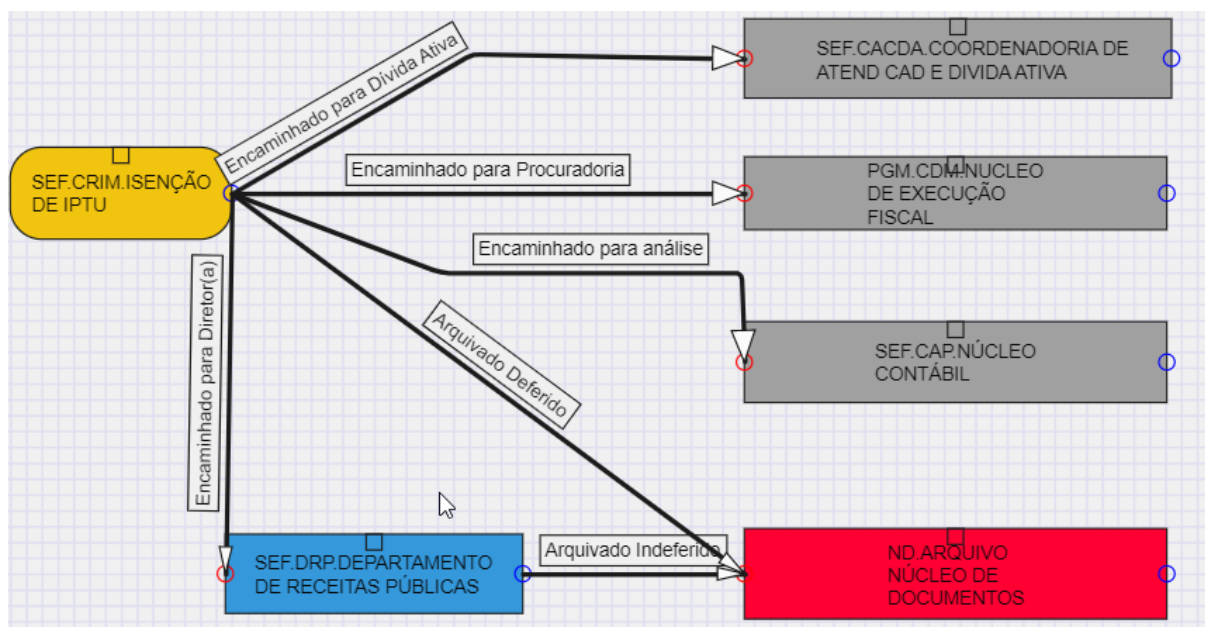 SEF.CACDA.COORDENADORIA DE
ATEND CAD E DIVIDA ATIVA
Encaminhado para Dívida Ativa
SEF.CRIM.ISENÇÃO
DE IPTU
Encaminhado para Procuradoria
PGM.CDM.NUCLEO
DE EXECUÇÃO
FISCAL
Encaminhado para análise
Encaminhado para Diretor(a)
Arquivado Deferido
SEF.CAP.NÚCLEO
CONTÁBIL
SEF.DRP.DEPARTAMENTO
DE RECEITAS PÚBLICAS
Arquivado Indeferido
ND.ARQUIVO
NÚCLEO DE
DOCUMENTOS